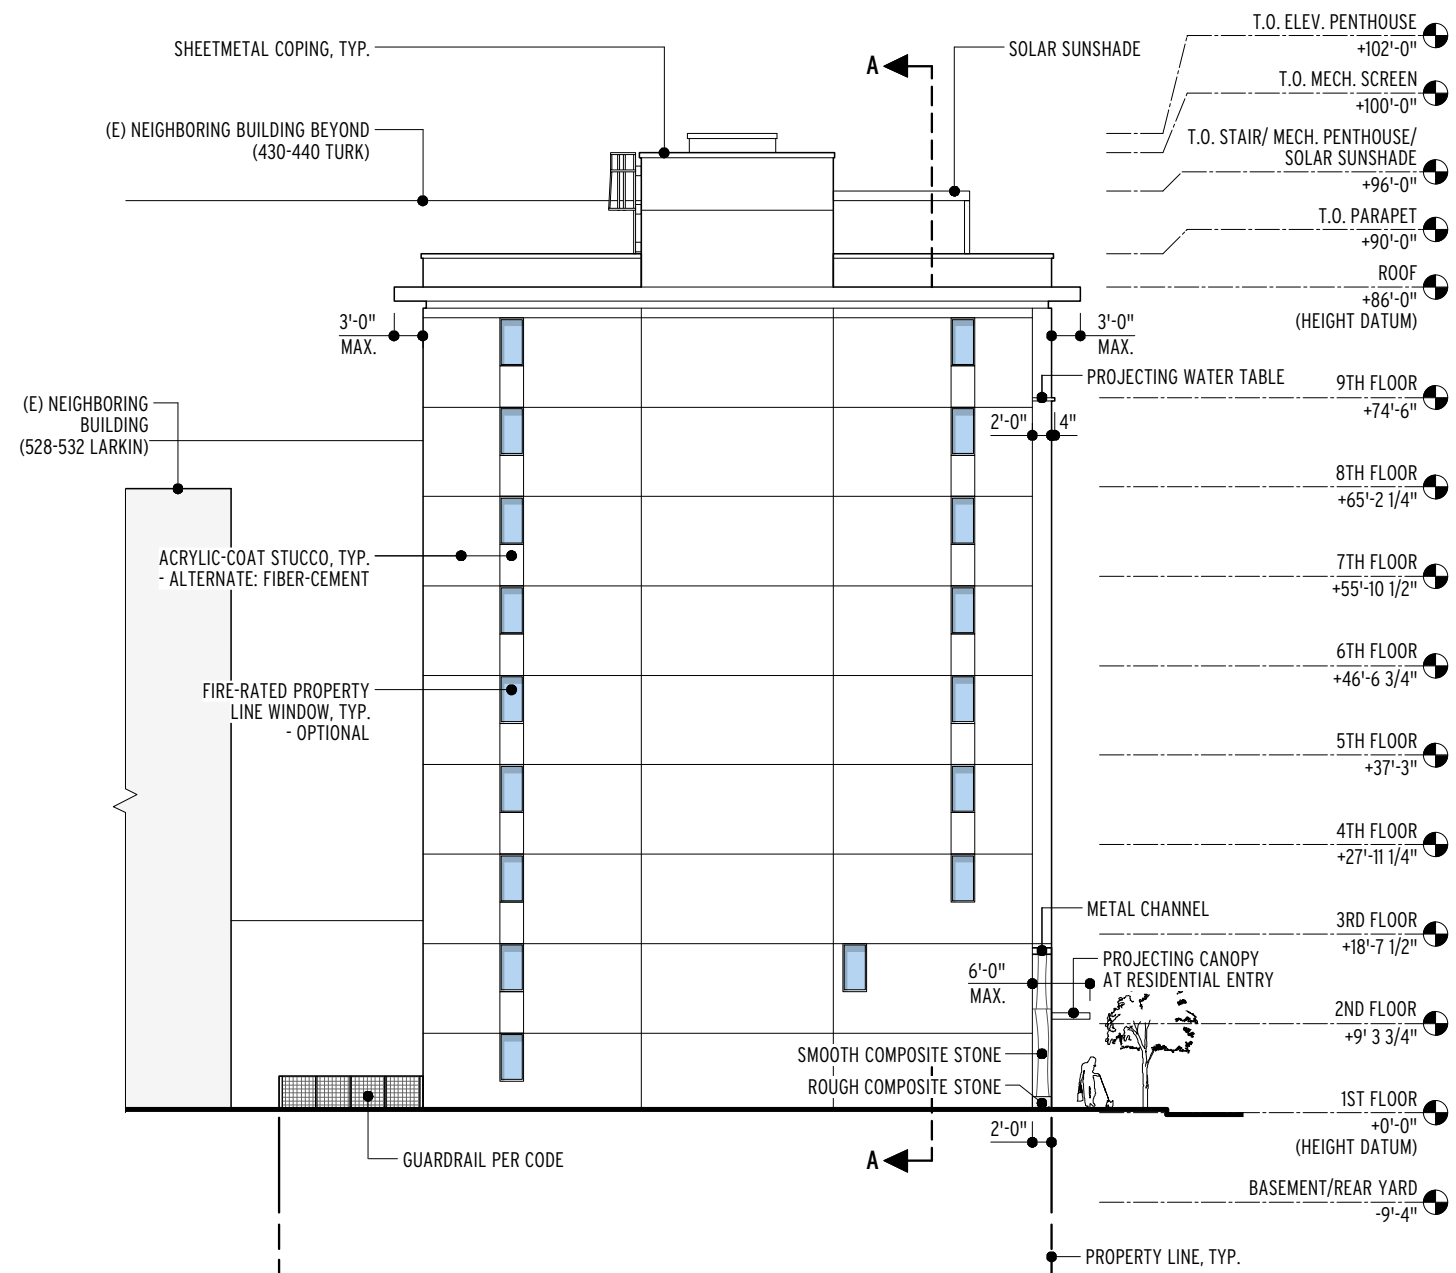 T.O. ELEV. PENTHOUSE
+102'-0"
SHEETMETAL COPING, TYP.
A
SOLAR SUNSHADE
T.O. MECH. SCREEN
+100'-0"
(E) NEIGHBORING BUILDING BEYOND
(430-440 TURK)
T.O. STAIR/ MECH. PENTHOUSE/
SOLAR SUNSHADE
+96'-0"
T.O. PARAPET
+90'-0"
ROOF
+86'-0"
(HEIGHT DATUM)
3'-0"
MAX.
3'-0"
MAX.
PROJECTING WATER TABLE
9TH FLOOR
+74'-6"
(E) NEIGHBORING
BUILDING
(528-532 LARKIN)
2'-0"
4"
8TH FLOOR
+65'-2 1/4"
ACRYLIC-COAT STUCCO, TYP.
- ALTERNATE: FIBER-CEMENT
7TH FLOOR
+55'-10 1/2"
6TH FLOOR
+46'-6 3/4"
FIRE-RATED PROPERTY
LINE WINDOW, TYP.
- OPTIONAL
5TH FLOOR
+37'-3"
4TH FLOOR
+27'-11 1/4"
METAL CHANNEL
3RD FLOOR
+18'-7 1/2"
6'-0"
MAX.
PROJECTING CANOPY
AT RESIDENTIAL ENTRY
2ND FLOOR
+9' 3 3/4"
SMOOTH COMPOSITE STONE
ROUGH COMPOSITE STONE
1ST FLOOR
+0'-0"
(HEIGHT DATUM)
2'-0"
GUARDRAIL PER CODE
A
BASEMENT/REAR YARD
-9'-4"
PROPERTY LINE, TYP.